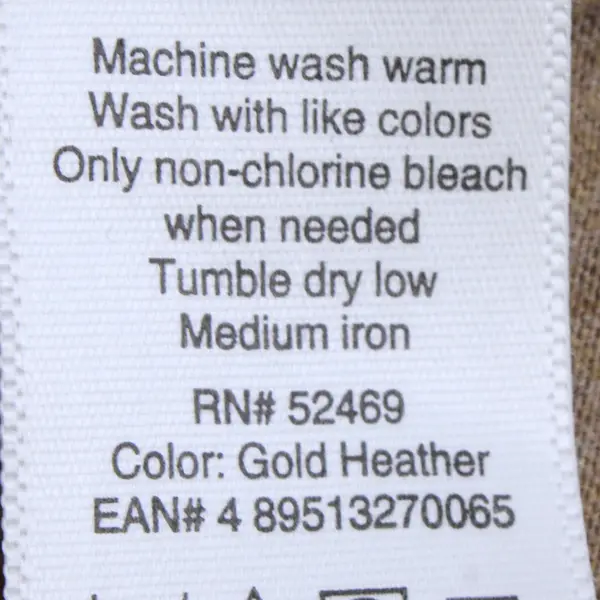 Machine wash warm
Wash with like colors
Only non-chlorine bleach
when needed
Tumble dry low
Medium iron
RN# 52469
Color: Gold Heather
EAN# 4 89513270065